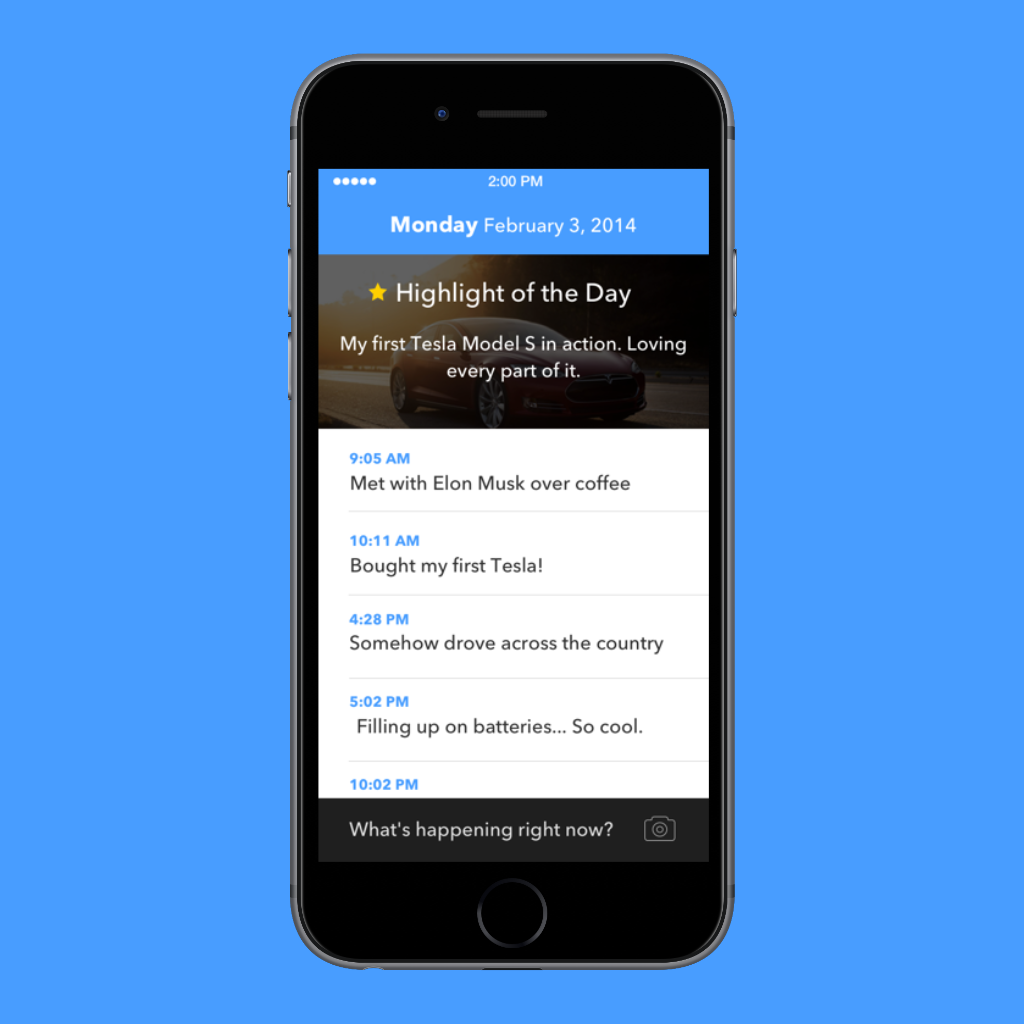 2:00 PM
Monday February 3, 2014
Highlight of the Day
My first Tesla Model S in action. Loving
every part of it.
9:05 AM
Met with Elon Musk over coffee
10:11 AM
Bought my first Tesla!
4:28 PM
Somehow drove across the country
5:02 PM
Filling up on batteries... So cool.
10:02 PM
What's happening right now?